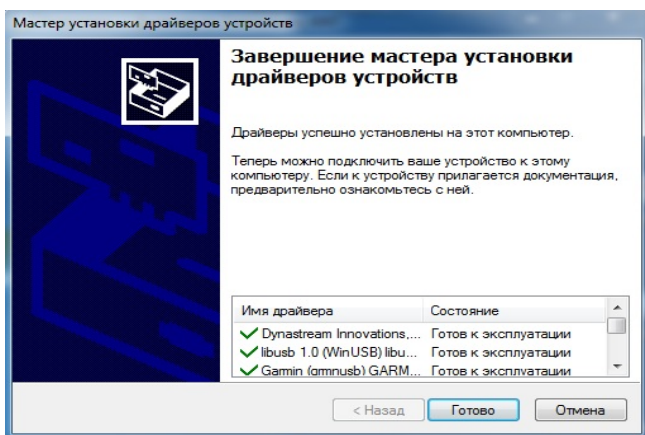 Мастер установки драйверов устройств
Завершение мастера установки
драйверов устройств
Драйверы успешно установлены на этот компьютер.
Теперь можно подключить ваше устройство к этому
компьютеру. Если к устройству прилагается документация,
предварительно ознакомьтесь с ней.
Имя драйвера Состояние
Dynastream Innovations,... Готов к эксплуатации
libusb 1.0 (WinUSB) libu... Готов к эксплуатации
Garmin (grmnusb) GARM... Готов к эксплуатации
< Назад Готово Отмена